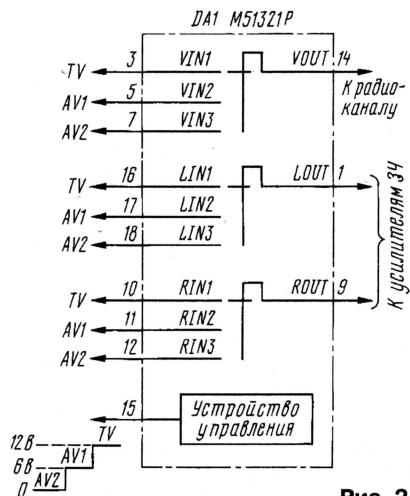 DA1 M51321P
3 VIN1 VOUT 14
TV
5 VIN2
AV1
7 VIN3
AV2
К радио-
каналу
16 LIN1 LOUT 1
TV
17 LIN2
AV1
18 LIN3
AV2
К усилителям ЗЧ
10 RIN1 ROUT 9
TV
11 RIN2
AV1
12 RIN3
AV2
15
Устройство
управления
TV
12В
AV1
6В
AV2
0
Рис. 2